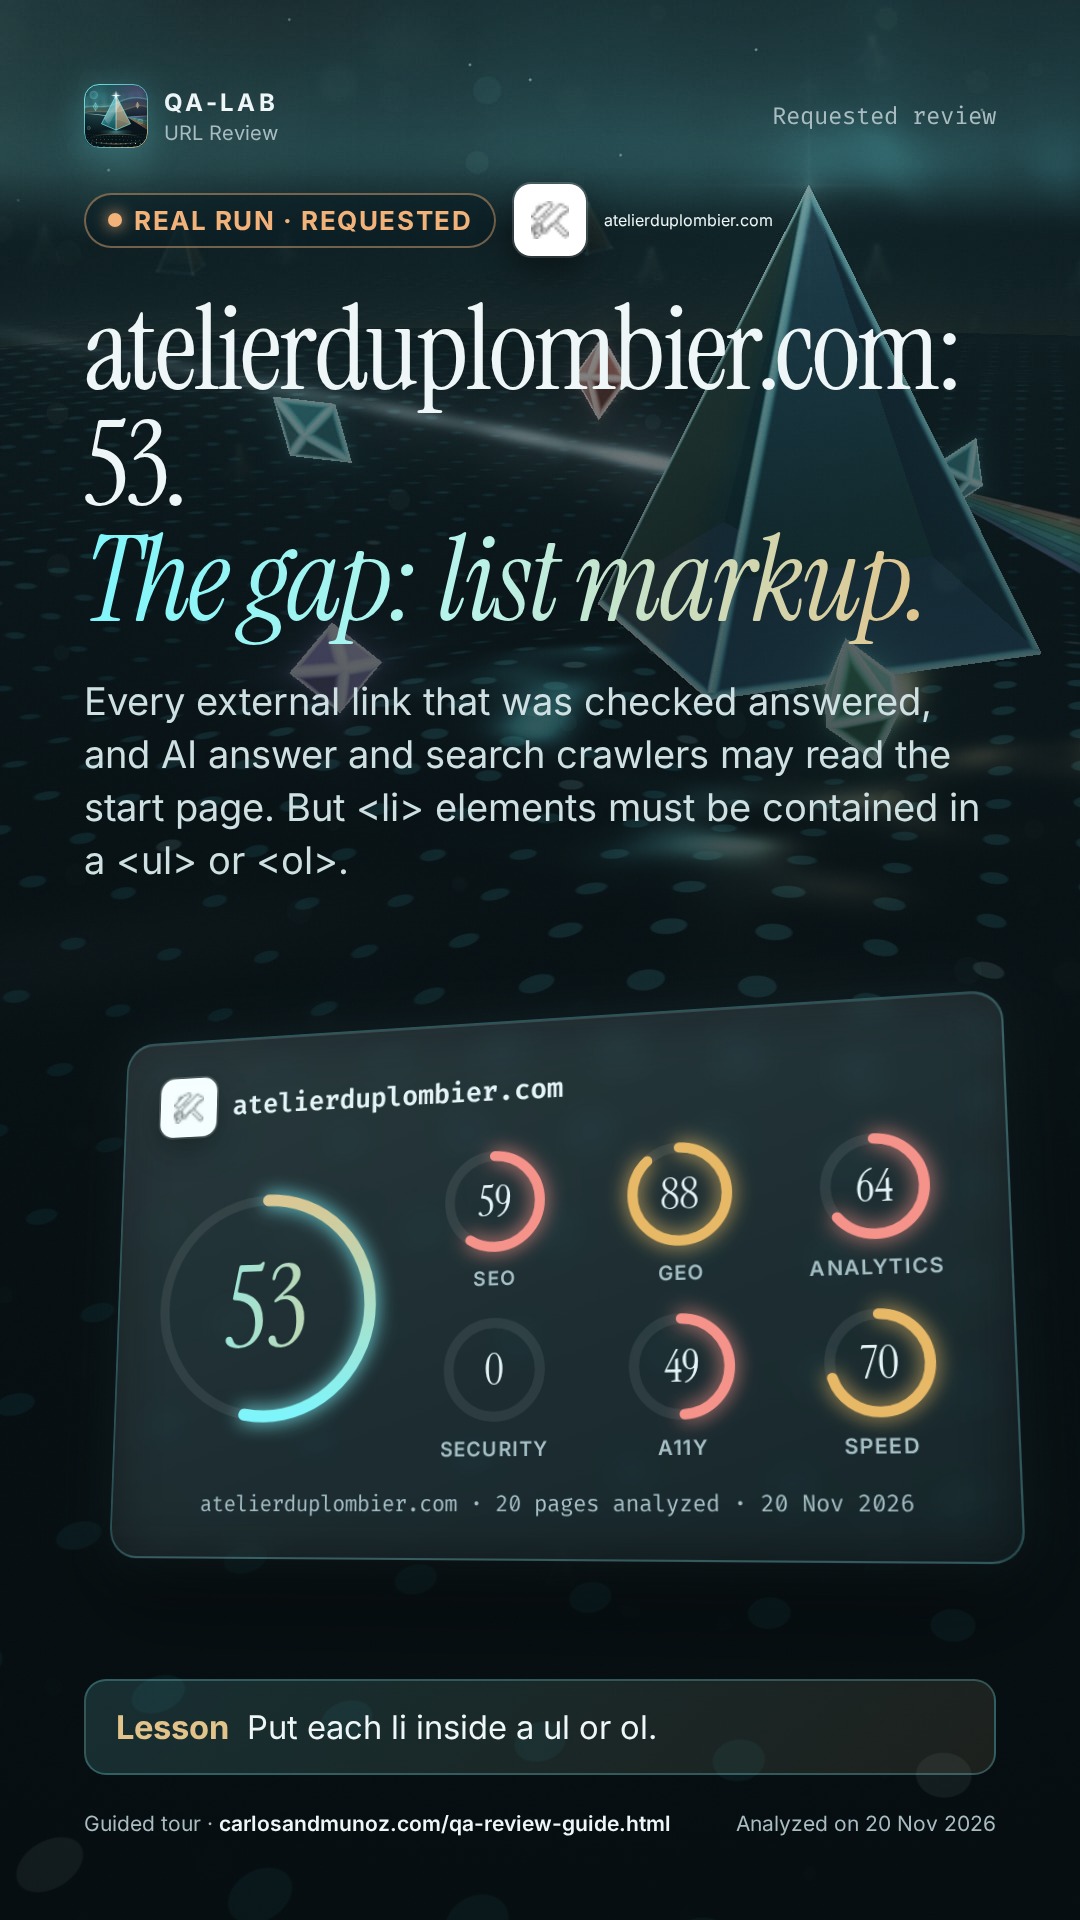 QA-LAB
URL Review
Requested review
REAL RUN · REQUESTED
atelierduplombier.com
atelierduplombier.com:
53.
The gap: list markup.
Every external link that was checked answered,
and AI answer and search crawlers may read the
start page. But <li> elements must be contained in
a <ul> or <ol>.
atelierduplombier.com
53
59
SEO
88
GEO
64
ANALYTICS
0
SECURITY
49
A11Y
70
SPEED
atelierduplombier.com · 20 pages analyzed · 20 Nov 2026
Lesson Put each li inside a ul or ol.
Guided tour · carlosandmunoz.com/qa-review-guide.html
Analyzed on 20 Nov 2026